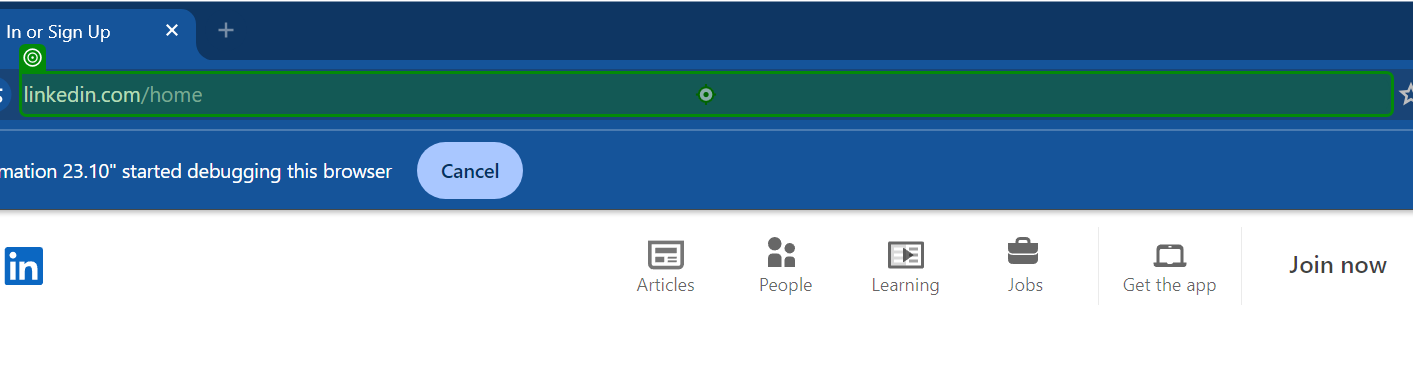 In or Sign Up
linkedin.com/home
mation 23.10" started debugging this browser Cancel
in Articles People Learning Jobs Get the app Join now